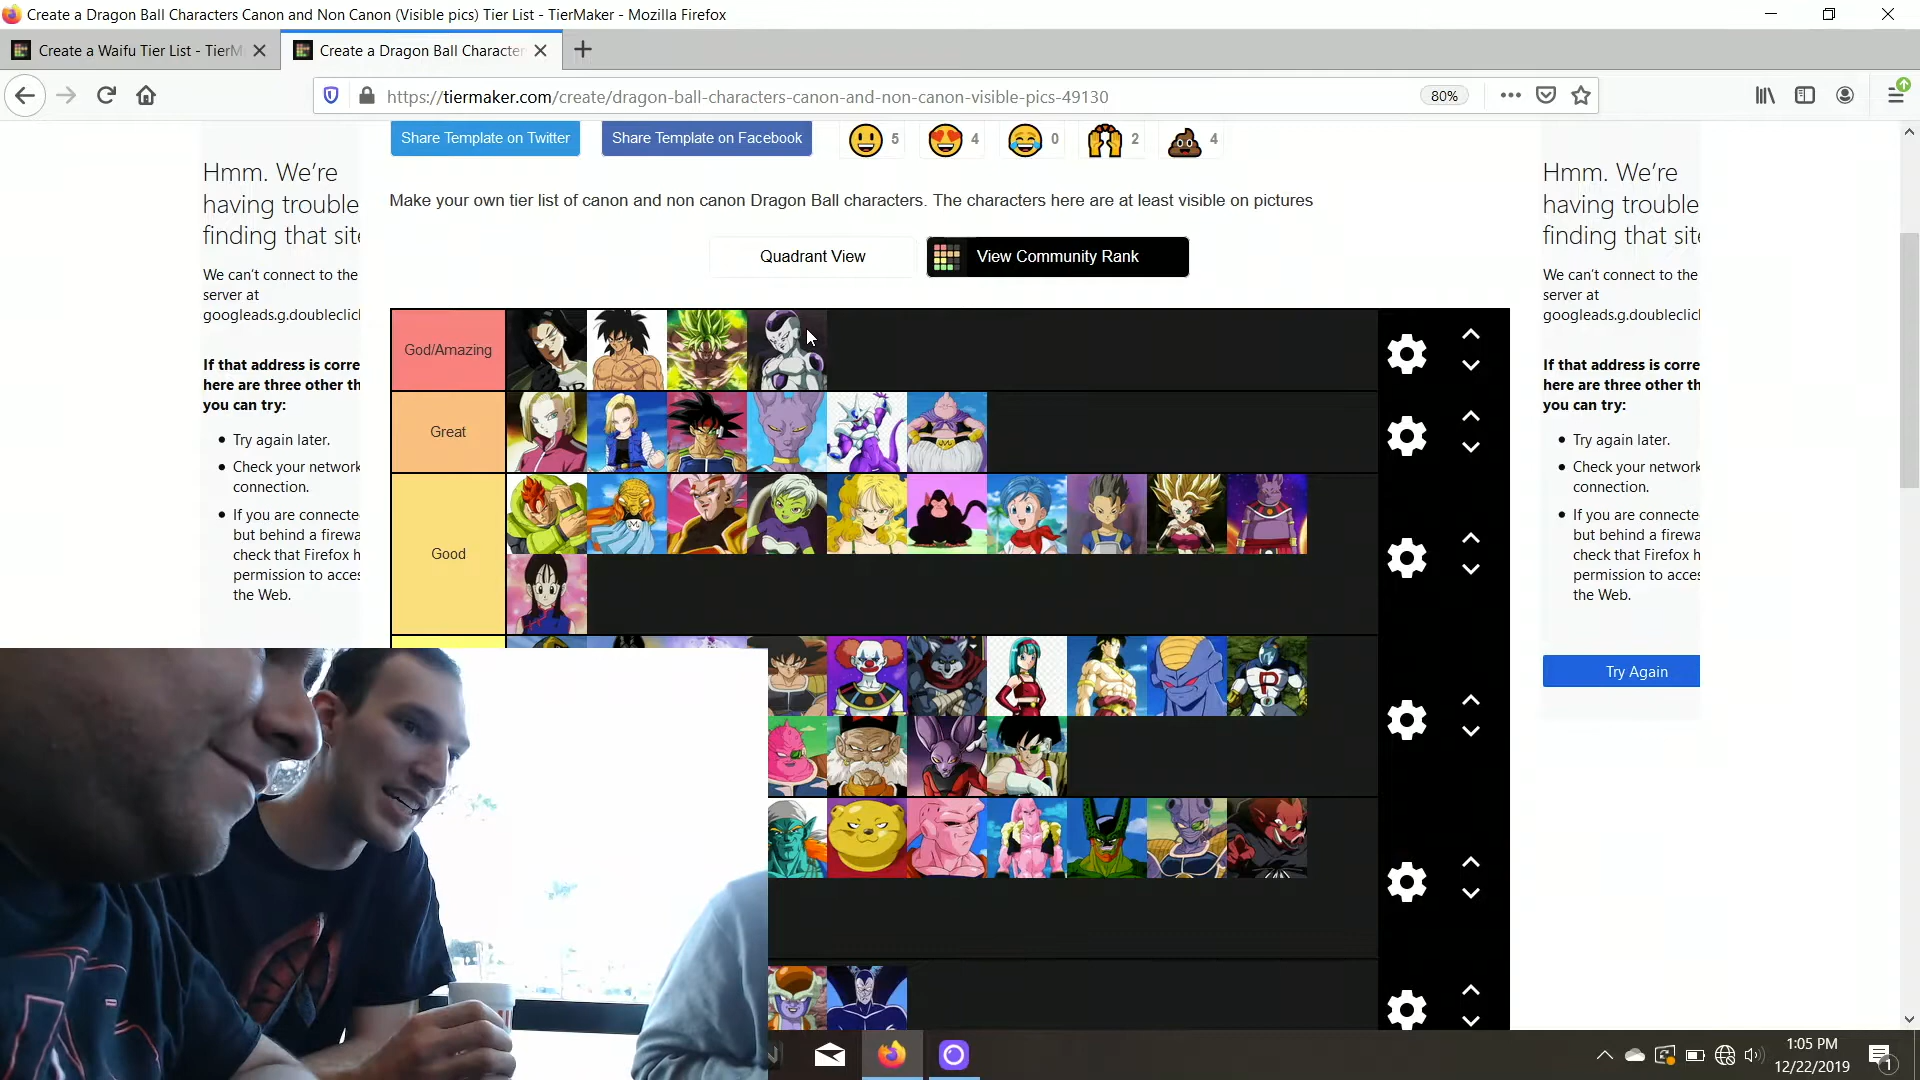 Create a Dragon Ball Characters Canon and Non Canon (Visible pics) Tier List - TierMaker - Mozilla Firefox
Create a Waifu Tier List - TierM
Create a Dragon Ball Character
https://tiermaker.com/create/dragon-ball-characters-canon-and-non-canon-visible-pics-49130
80%
Share Template on Twitter
Share Template on Facebook
5
4
0
2
4
Make your own tier list of canon and non canon Dragon Ball characters. The characters here are at least visible on pictures
Quadrant View
View Community Rank
Hmm. We're
having trouble
finding that site
We can't connect to the
server at
googleads.g.doubleclic
If that address is corre
here are three other th
you can try:
Try again later.
Check your network
connection.
If you are connecte
but behind a firewa
check that Firefox h
permission to acces
the Web.
God/Amazing
Great
Good
Hmm. We're
having trouble
finding that site
We can't connect to the
server at
googleads.g.doubleclic
If that address is corre
here are three other th
you can try:
Try again later.
Check your network
connection.
If you are connecte
but behind a firewa
check that Firefox h
permission to acces
the Web.
Try Again
1:05 PM
12/22/2019
1